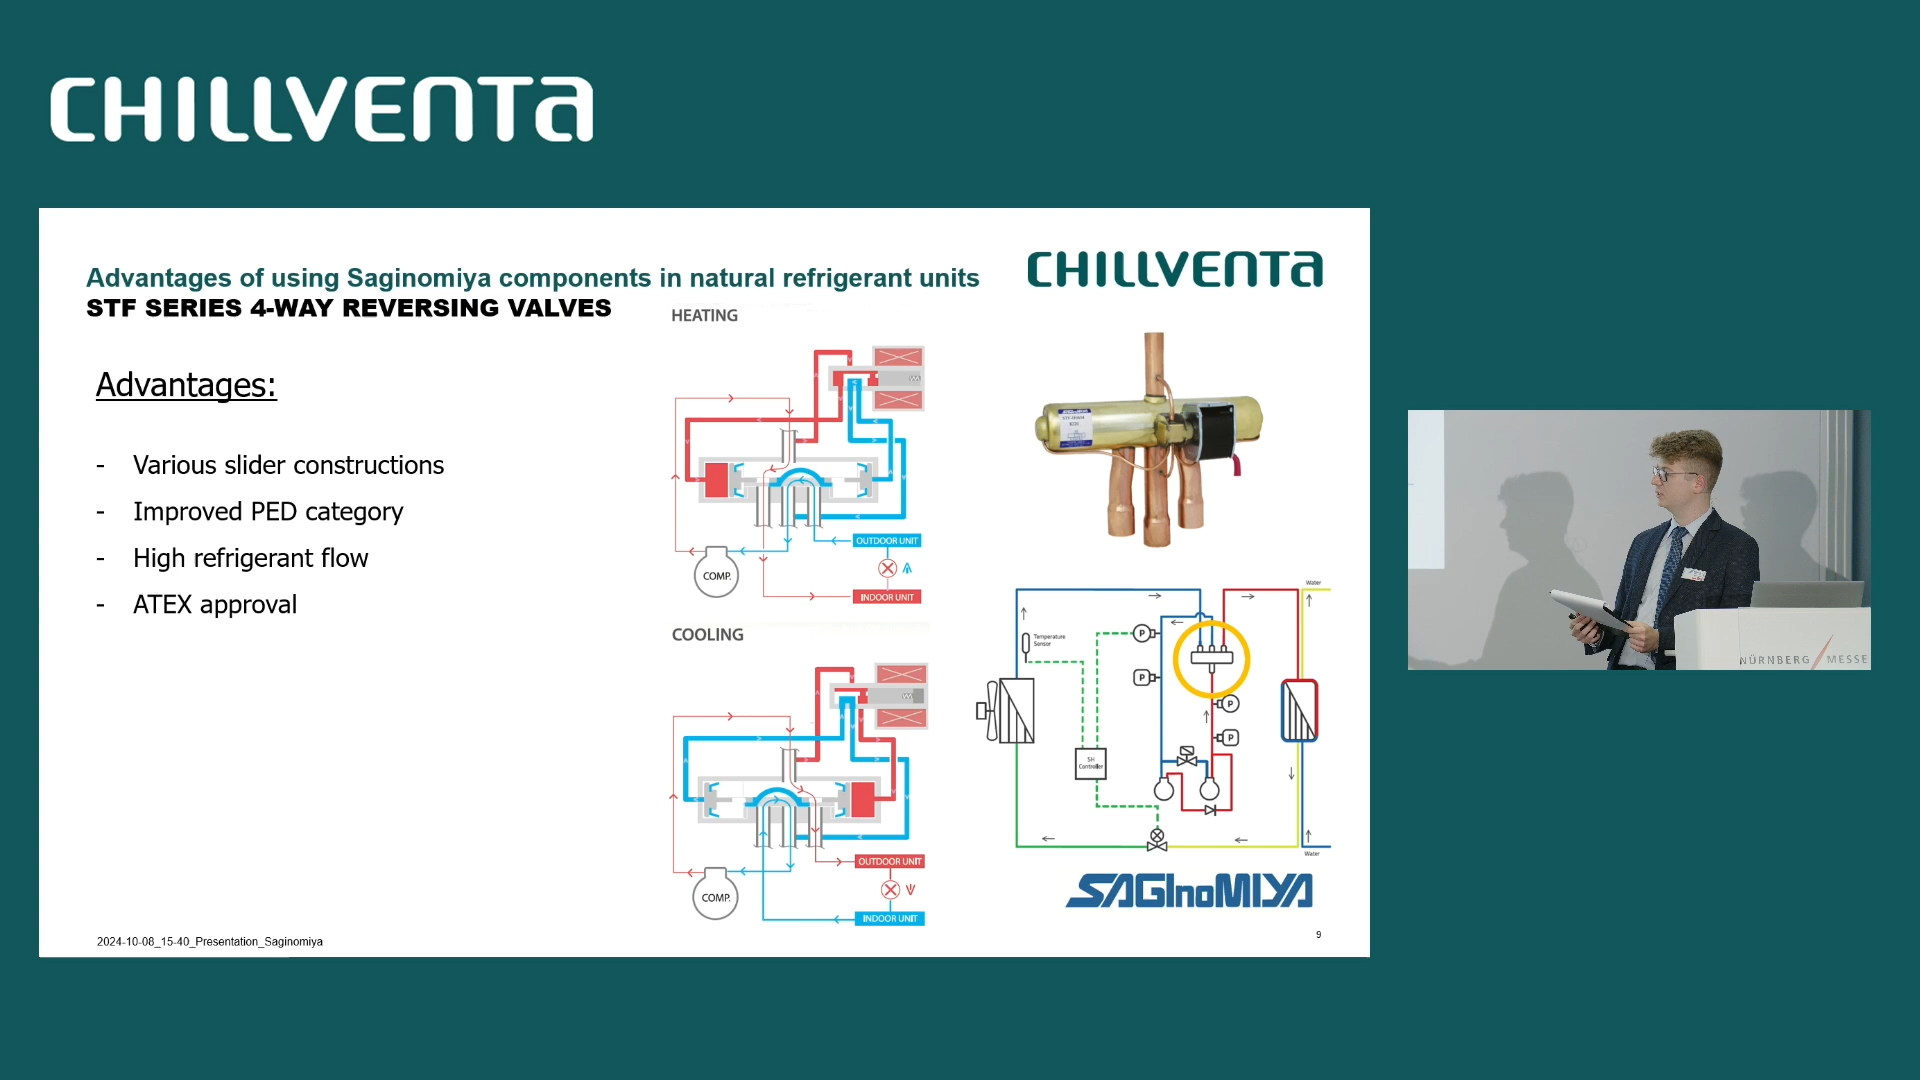 CHILLVENTA
Advantages of using Saginomiya components in natural refrigerant units
STF SERIES 4-WAY REVERSING VALVES
CHILLVENTA
Advantages:
- Various slider constructions
- Improved PED category
- High refrigerant flow
- ATEX approval
HEATING
OUTDOOR UNIT
COMP.
INDOOR UNIT
COOLING
OUTDOOR UNIT
COMP.
INDOOR UNIT
Water
Temperature
Sensor
P
P
P
P
SH
Controller
Water
SAGInoMIYA
2024-10-08_15-40_Presentation_Saginomiya
9
NÜRNBERG MESSE